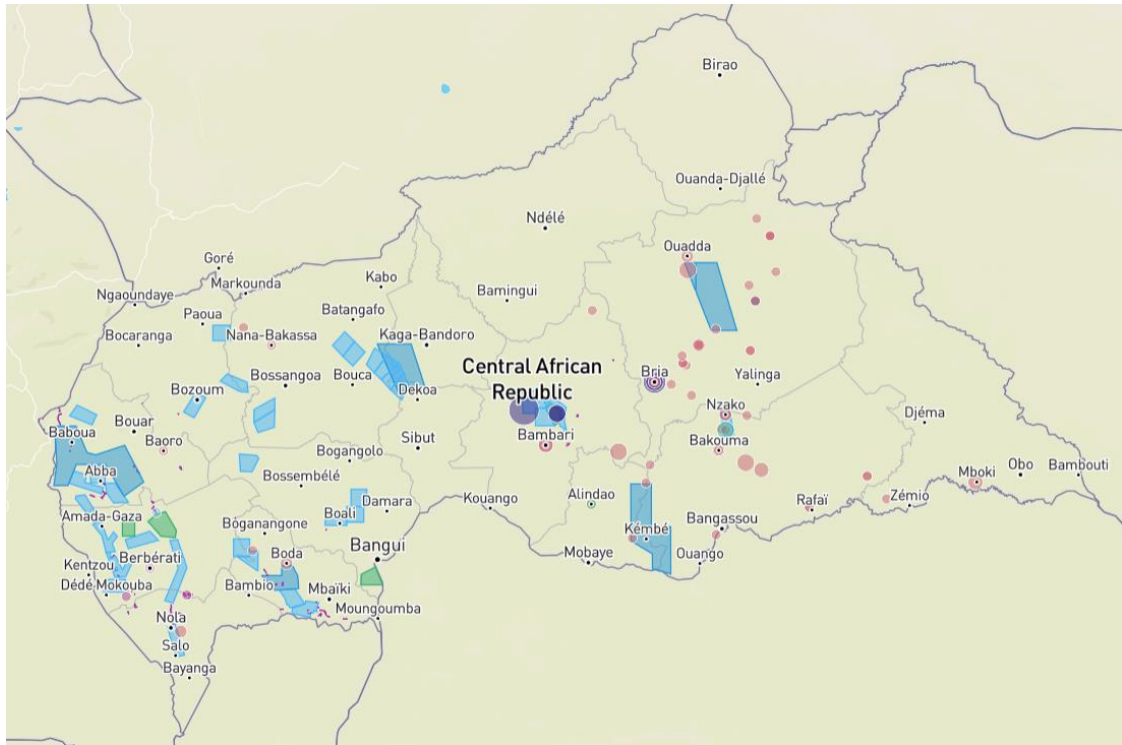 Birao
Ouanda-Djallé
Ndélé
Ouadda
Goré
Kabo
Markounda
Ngaoundaye
Bamingui
Paoua
Batangafo
Bocaranga
Nana-Bakassa
Kaga-Bandoro
Central African
Republic
Bria
Yalinga
Bozoum
Bossangoa
Bouca
Dekoa
Nzako
Djéma
Bouar
Baboua
Baoro
Sibut
Bambari
Bakouma
Bogangolo
Abba
Bossembélé
Mboki
Obo
Bambouti
Damara
Kouango
Alindao
Rafaï
Zémio
Amada-Gaza
Boganangone
Boali
Kémbé
Bangassou
Bangui
Berbérati
Boda
Mobaye
Ouango
Kentzou
Dédé-Mokouba
Bambio
Mbaïki
Moungoumba
Nola
Salo
Bayanga